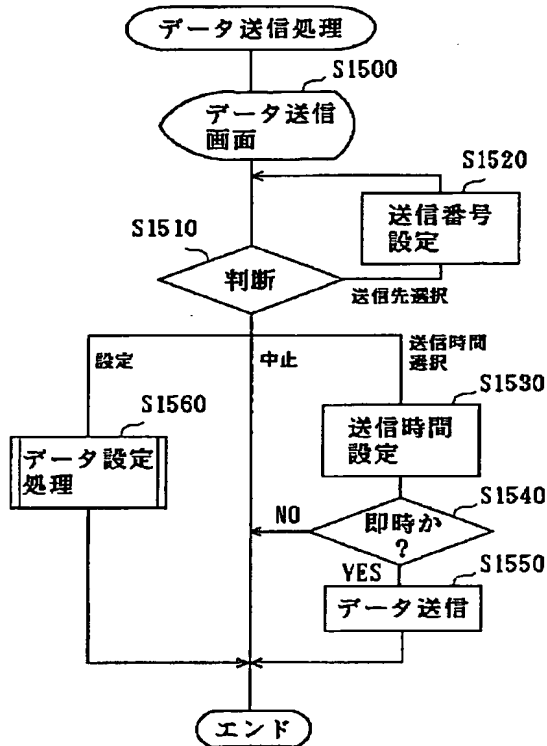 データ送信処理
S1500
データ送信
画面
S1520
送信番号
設定
S1510
判断
送信先選択
設定
中止
送信時間
選択
S1530
送信時間
設定
S1560
データ設定
処理
S1540
即時か
?
NO
YES
S1550
データ送信
エンド